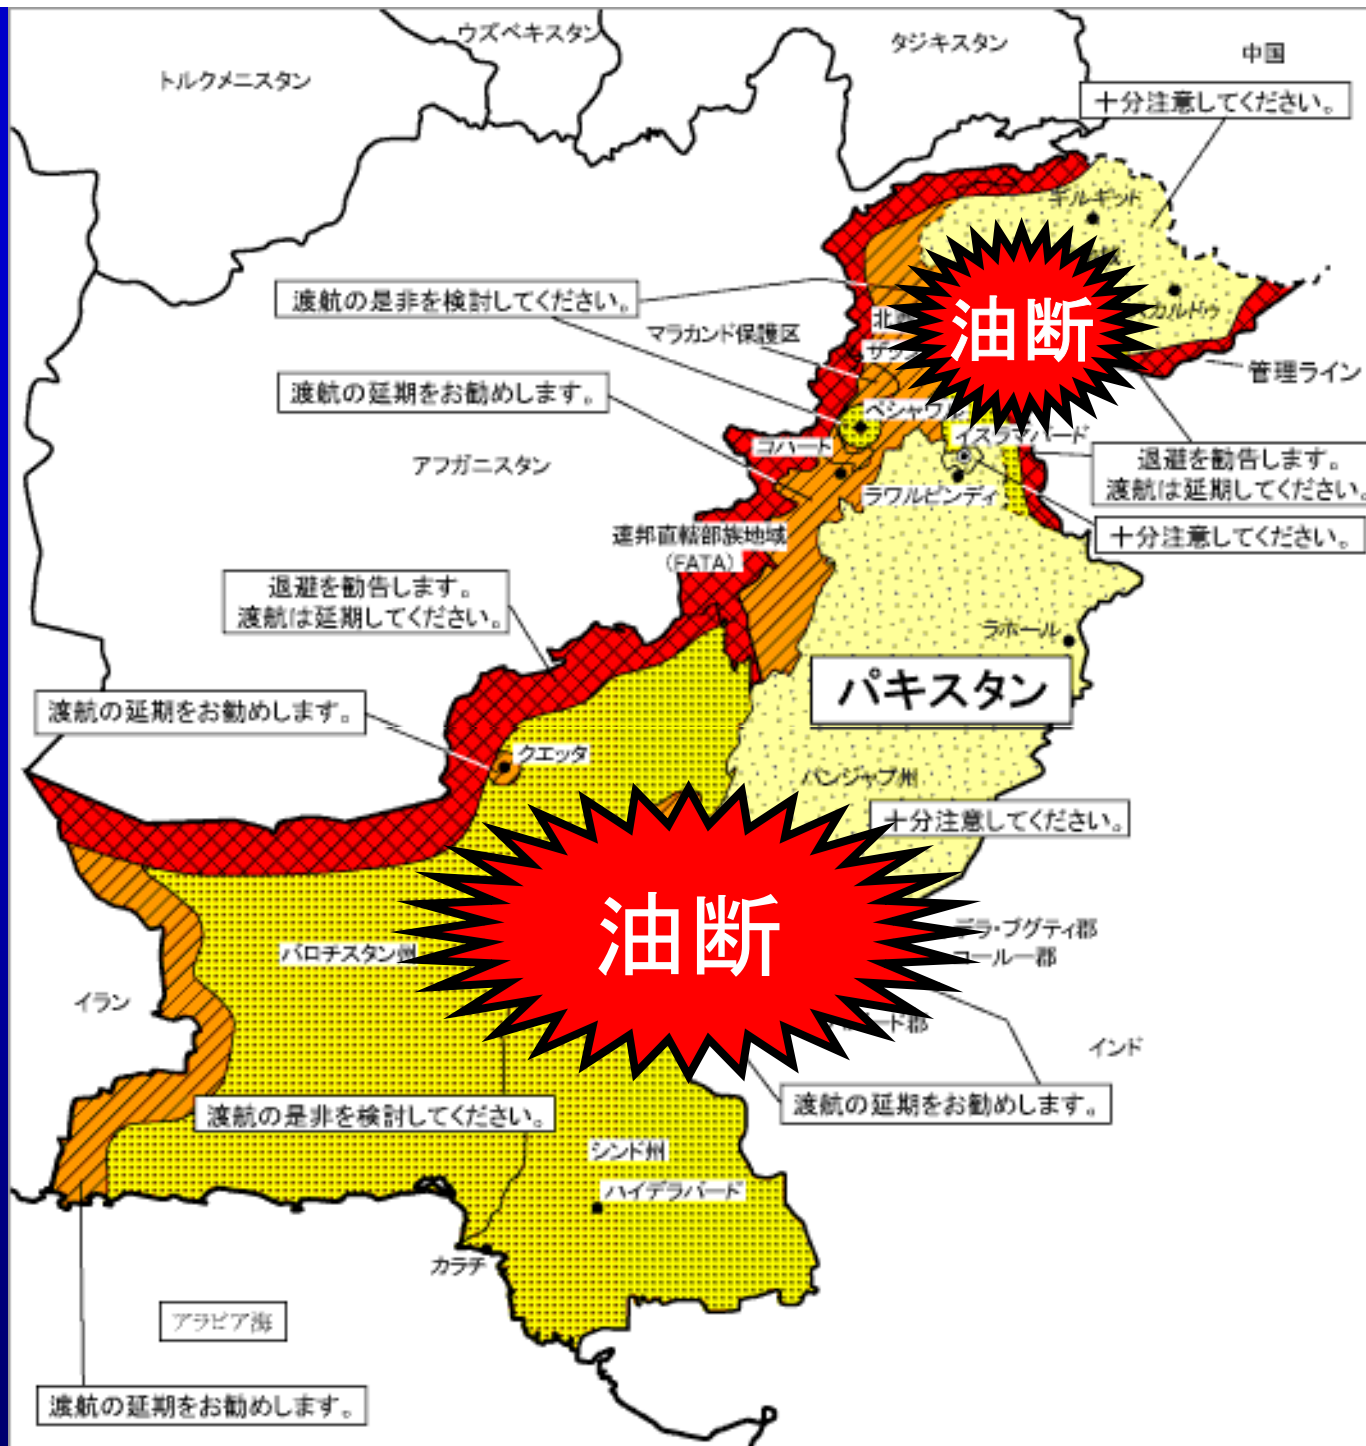 ウズベキスタン
タジキスタン
中国
トルクメニスタン
十分注意してください。
ギルギット
渡航の是非を検討してください。
油断
スカルドゥ
マラカンド保護区
管理ライン
渡航の延期をお勧めします。
ペシャワル
イスラマバード
コハート
アフガニスタン
退避を勧告します。
渡航は延期してください。
ラワルピンディ
十分注意してください。
連邦直轄部族地域
(FATA)
退避を勧告します。
渡航は延期してください。
ラホール
パキスタン
渡航の延期をお勧めします。
クエッタ
パンジャブ州
十分注意してください。
油断
デラ・ブグティ郡
コールー郡
バロチスタン州
イラン
ド郡
インド
渡航の延期をお勧めします。
渡航の是非を検討してください。
シンド州
ハイデラバード
カラチ
アラビア海
渡航の延期をお勧めします。